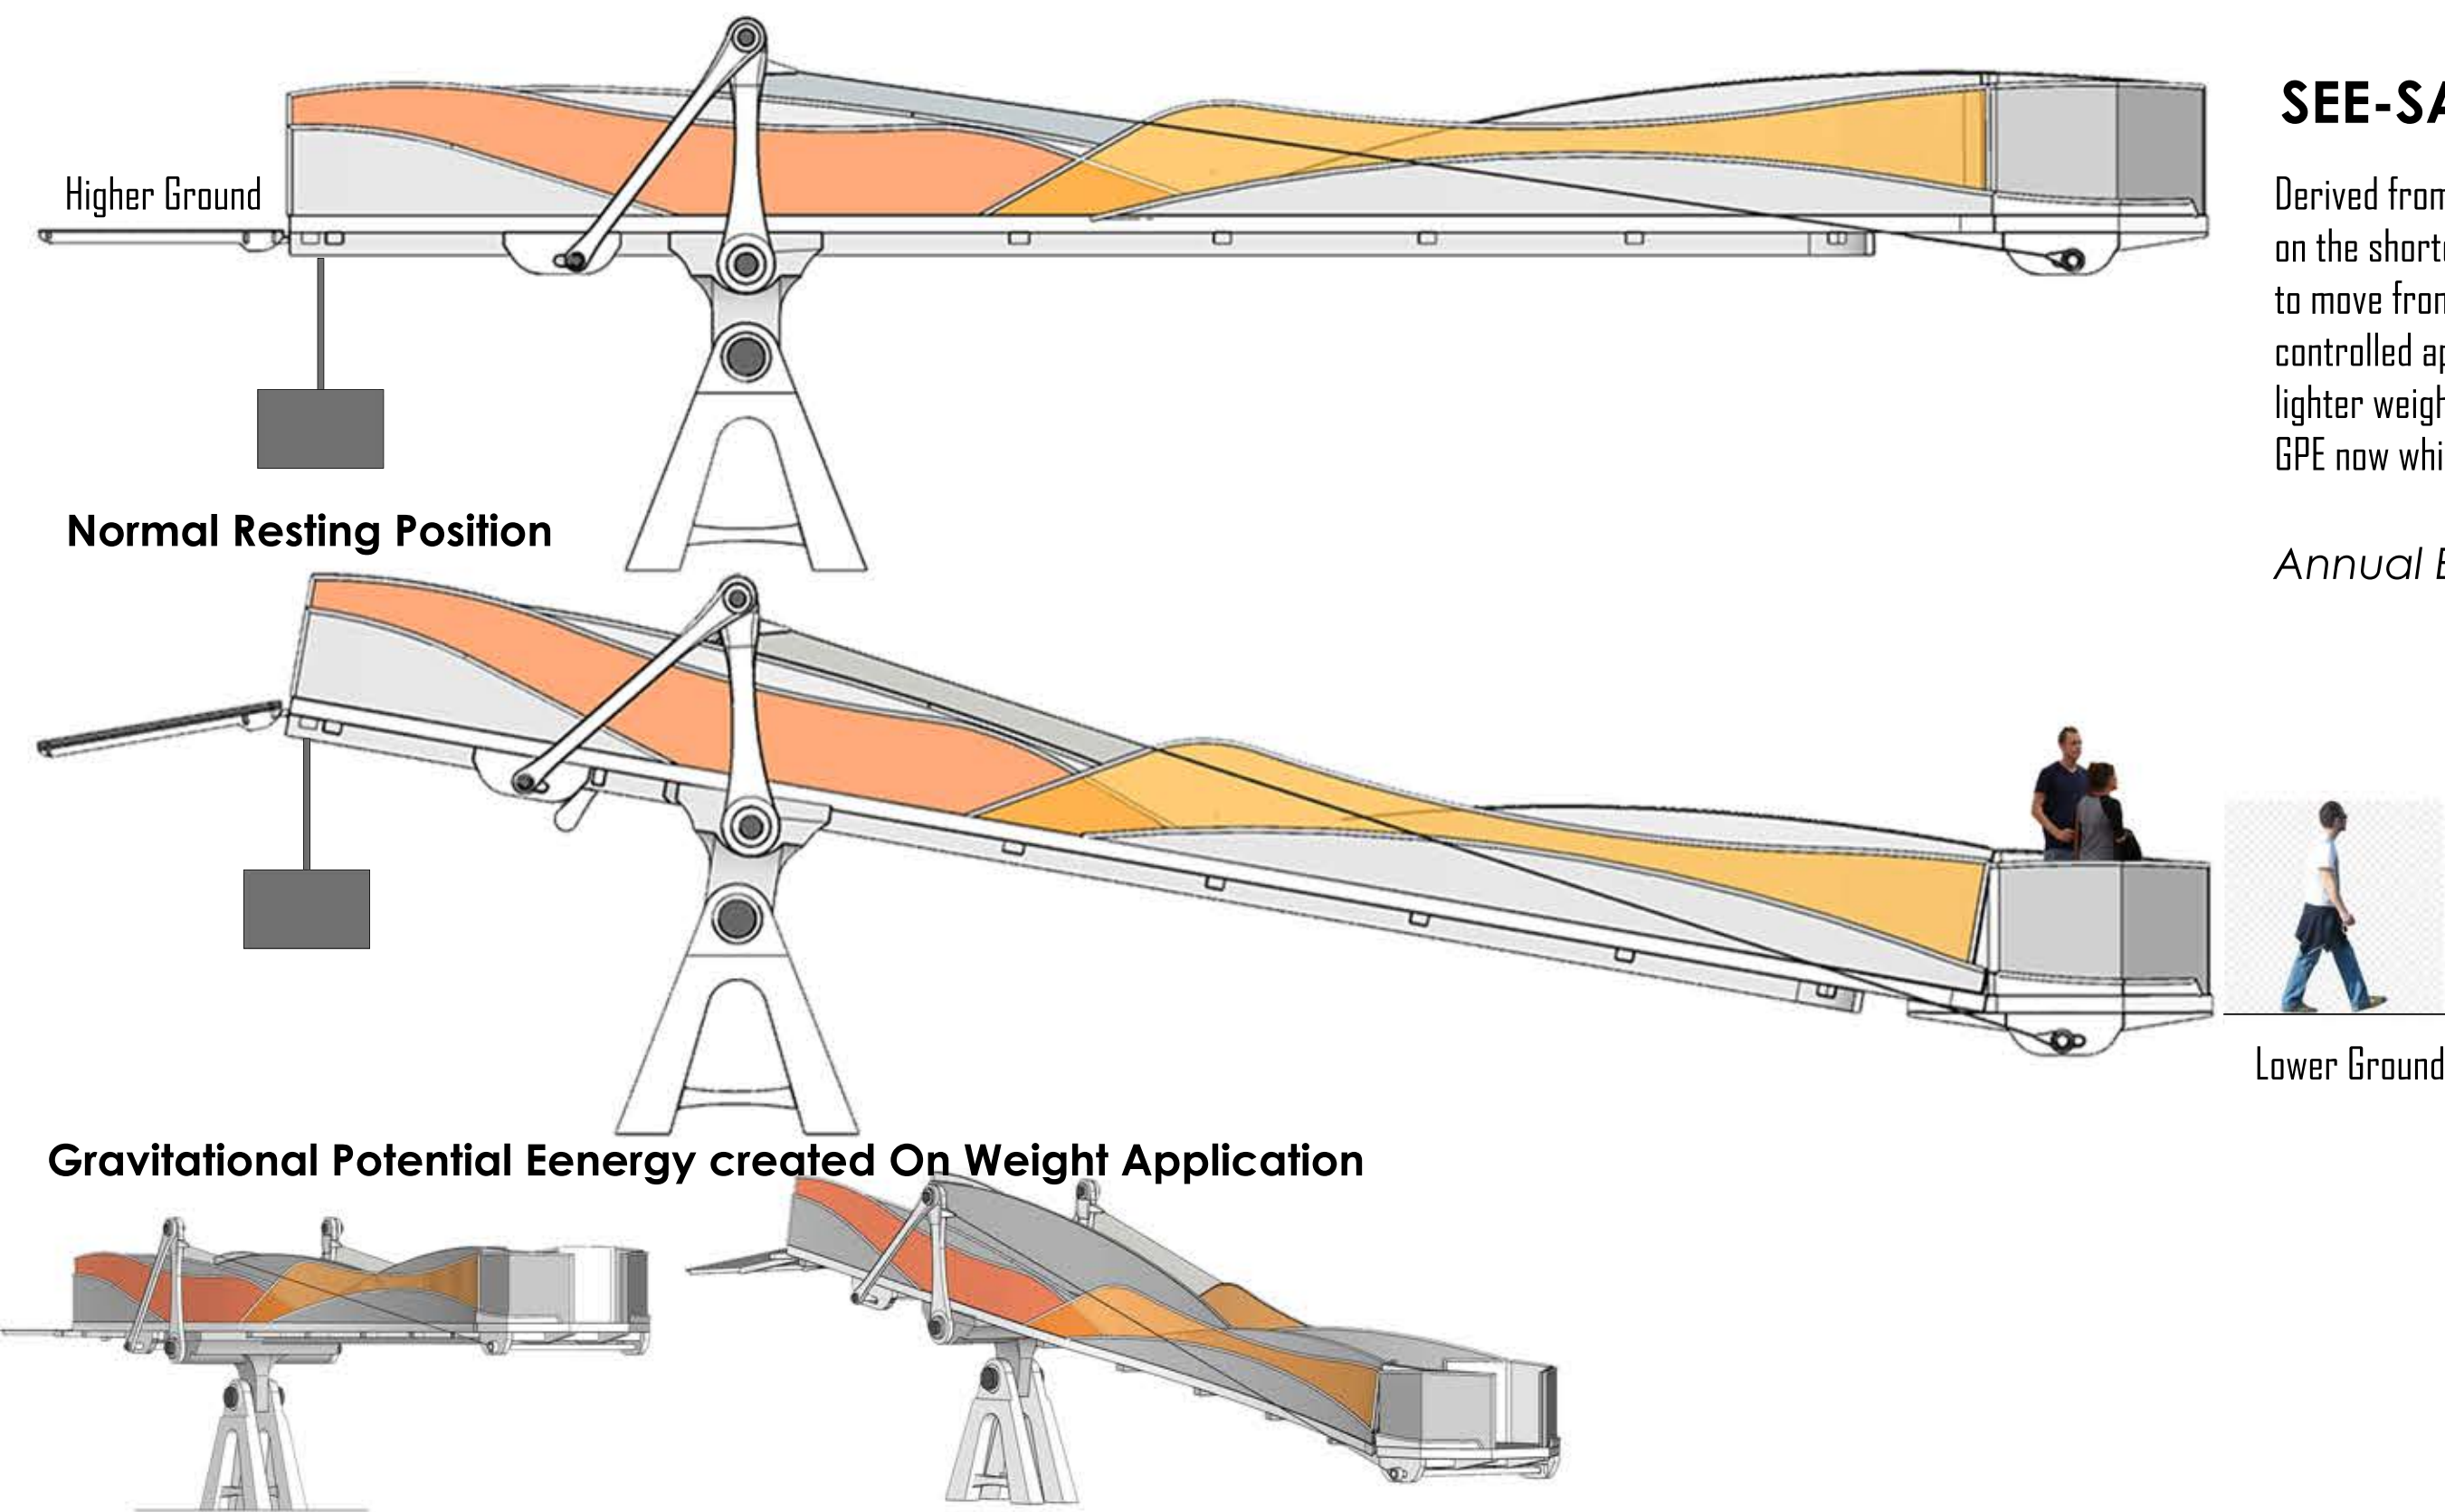 SEE-SA
Derived from
on the shorte
to move from
controlled ap
lighter weigh
GPE now whi
Annual E
Higher Ground
Normal Resting Position
Lower Ground
Gravitational Potential Eenergy created On Weight Application